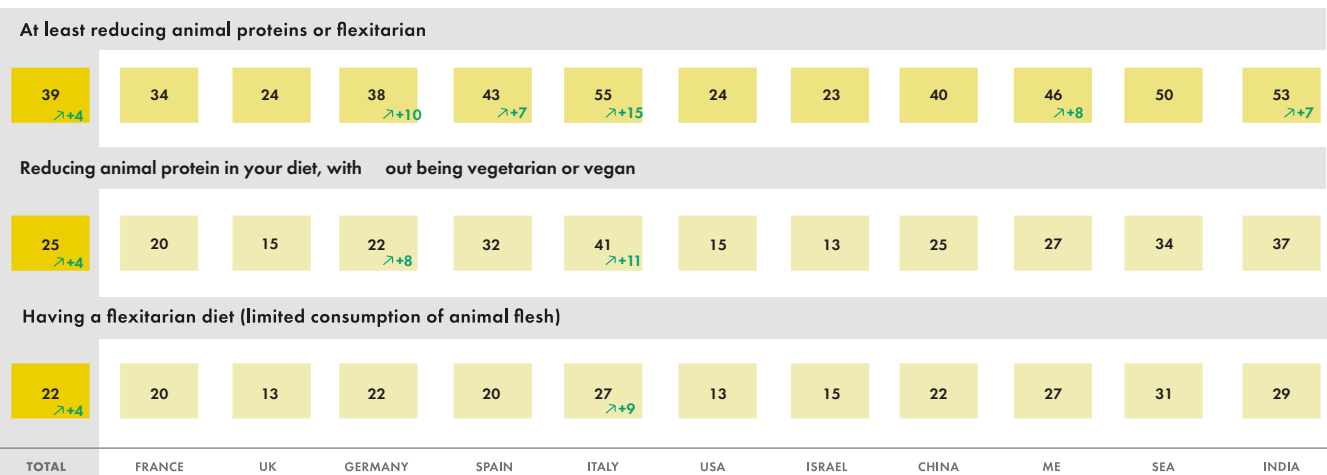 At least reducing animal proteins or flexitarian
39 34 24 38 43 55 24 23 40 46 50 53
↗+4 ↗+10 ↗+7 ↗+15 ↗+8 ↗+7
Reducing animal protein in your diet, with out being vegetarian or vegan
25 20 15 22 32 41 15 13 25 27 34 37
↗+4 ↗+8 ↗+11
Having a flexitarian diet (limited consumption of animal flesh)
22 20 13 22 20 27 13 15 22 27 31 29
↗+4 ↗+9
TOTAL FRANCE UK GERMANY SPAIN ITALY USA ISRAEL CHINA ME SEA INDIA